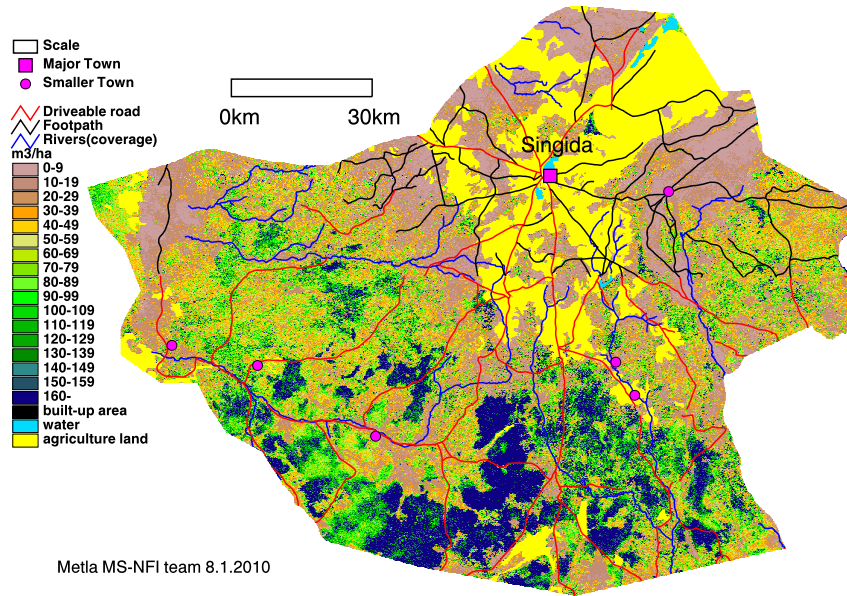 Scale
Major Town
Smaller Town
0km 30km
Driveable road
Footpath
Rivers(coverage)
m3/ha
0-9
10-19
20-29
30-39
40-49
50-59
60-69
70-79
80-89
90-99
100-109
110-119
120-129
130-139
140-149
150-159
160-
built-up area
water
agriculture land
Singida
Metla MS-NFI team 8.1.2010